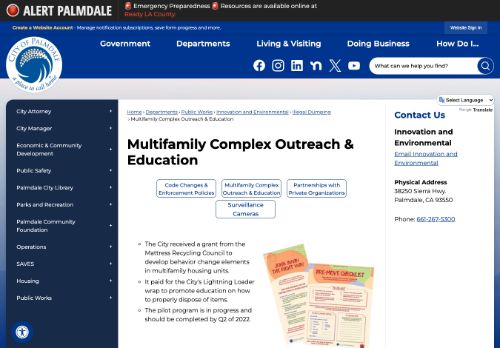 ALERT PALMDALE
🚨 Emergency Preparedness 🚨 Resources are available online at
Ready LA County.
Create a Website Account - Manage notification subscriptions, save form progress and more.
Website Sign In
CITY OF PALMDALE
a place to call home
Government
Departments
Living & Visiting
Doing Business
How Do I...
What can we help you find?
Select Language
Google Translate
City Attorney
City Manager
Economic & Community
Development
Public Safety
Palmdale City Library
Parks and Recreation
Palmdale Community
Foundation
Operations
SAVES
Housing
Public Works
Home › Departments › Public Works › Innovation and Environmental › Illegal Dumping
› Multifamily Complex Outreach & Education
Multifamily Complex Outreach &
Education
Code Changes &
Enforcement Policies
Multifamily Complex
Outreach & Education
Partnerships with
Private Organizations
Surveillance
Cameras
The City received a grant from the
Mattress Recycling Council to
develop behavior change elements
in multifamily housing units.
It paid for the City's Lightning Loader
wrap to promote education on how
to properly dispose of items.
The pilot program is in progress and
should be completed by Q2 of 2022
PRE-MOVE CHECKLIST
Contact Us
Innovation and
Environmental
Email Innovation and
Environmental
Physical Address
38250 Sierra Hwy.
Palmdale, CA 93550
Phone: 661-267-5300